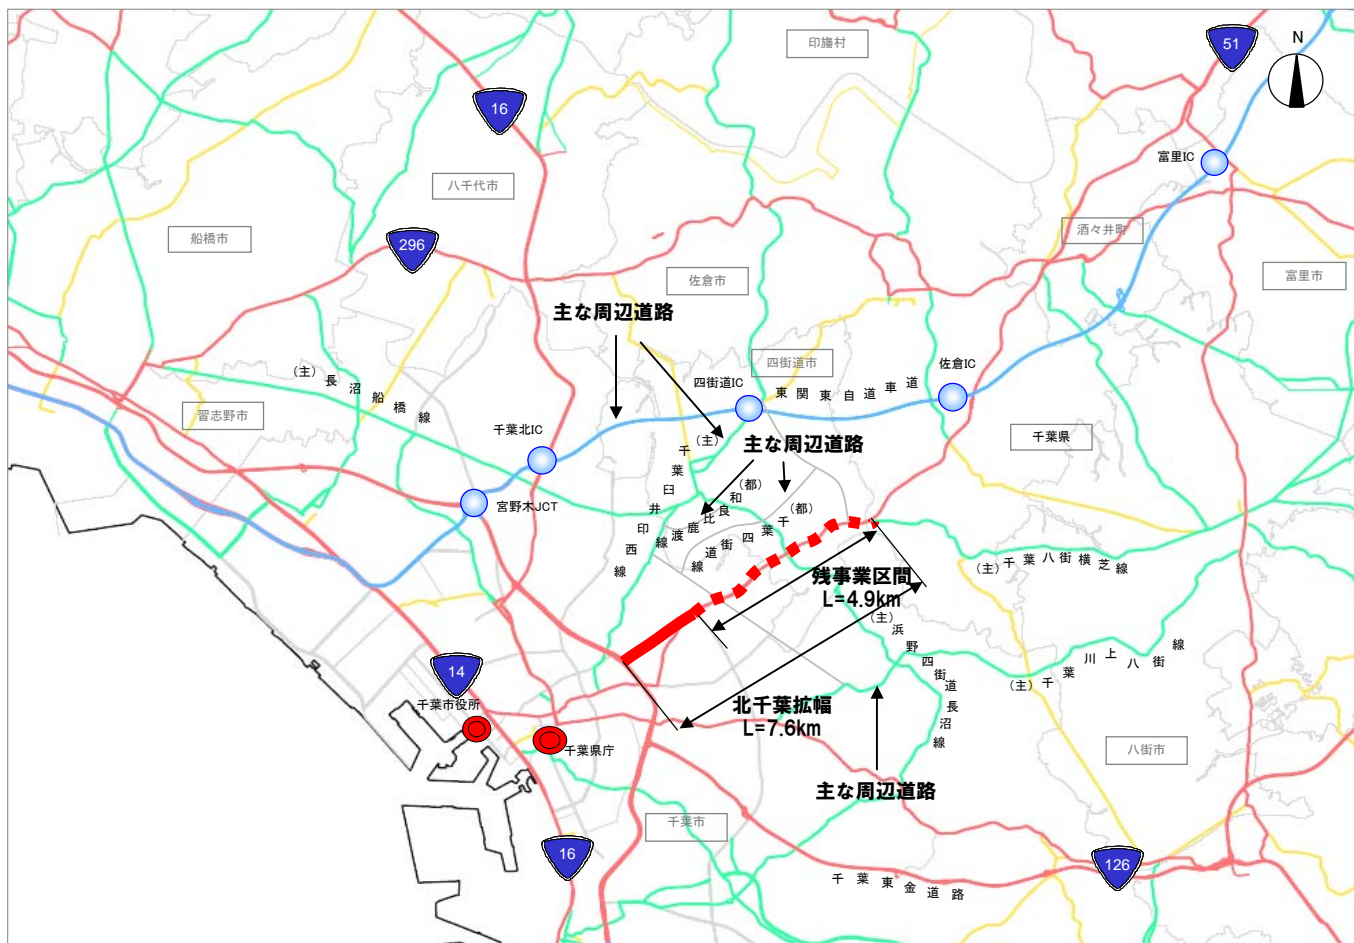 印旛村
51
N
16
富里IC
八千代市
船橋市
酒々井町
296
佐倉市
富里市
主な周辺道路
四街道市
佐倉IC
四街道IC
東関東自動車道
(主)長沼船橋線
習志野市
千葉北IC
千葉県
(主)千葉臼井印西線
主な周辺道路
宮野木JCT
(都)和良比鹿渡線
(都)千葉四街道線
残事業区間
L=4.9km
(主)千葉八街横芝線
(主)浜野四街道長沼線
(主)千葉川上八街線
14
千葉市役所
北千葉拡幅
L=7.6km
千葉県庁
八街市
主な周辺道路
千葉市
16
126
千葉東金道路